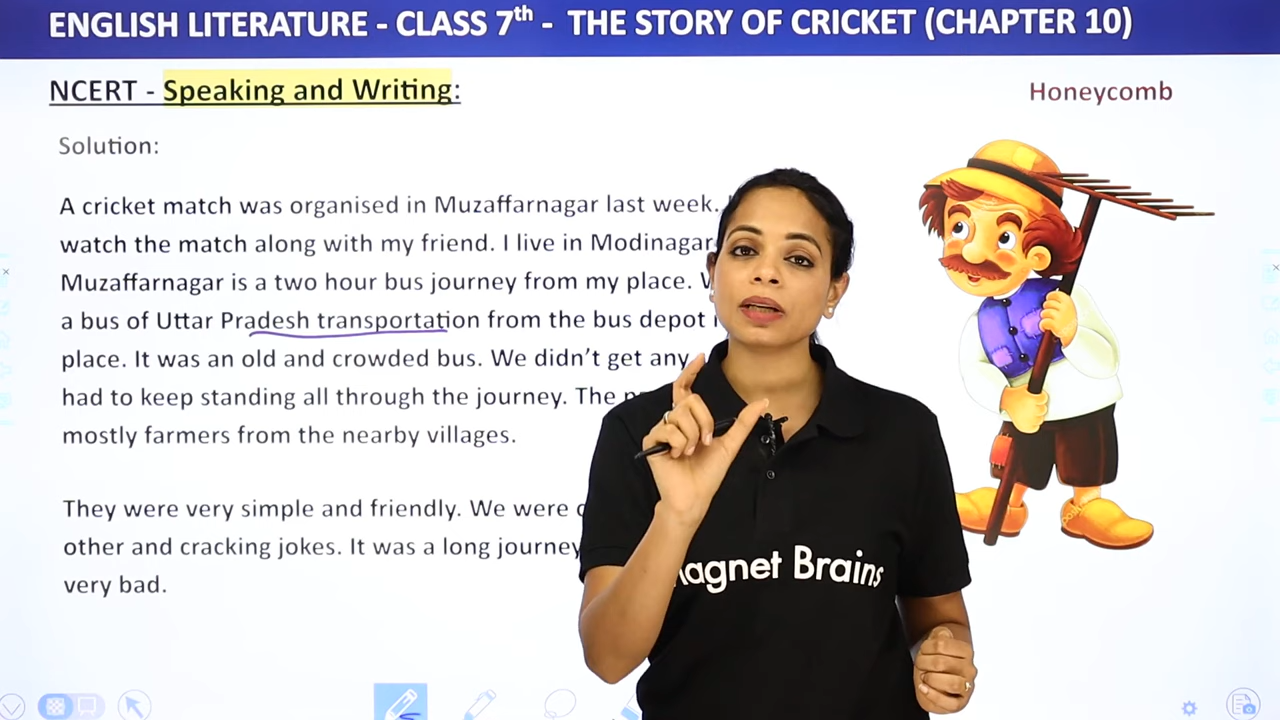 ENGLISH LITERATURE - CLASS 7th - THE STORY OF CRICKET (CHAPTER 10)
NCERT - Speaking and Writing:
Honeycomb
Solution:
A cricket match was organised in Muzaffarnagar last week.
watch the match along with my friend. I live in Modinagar
Muzaffarnagar is a two hour bus journey from my place.
a bus of Uttar Pradesh transportation from the bus depot
place. It was an old and crowded bus. We didn't get any
had to keep standing all through the journey. The
mostly farmers from the nearby villages.
They were very simple and friendly. We were
other and cracking jokes. It was a long journey
very bad.
Magnet Brains